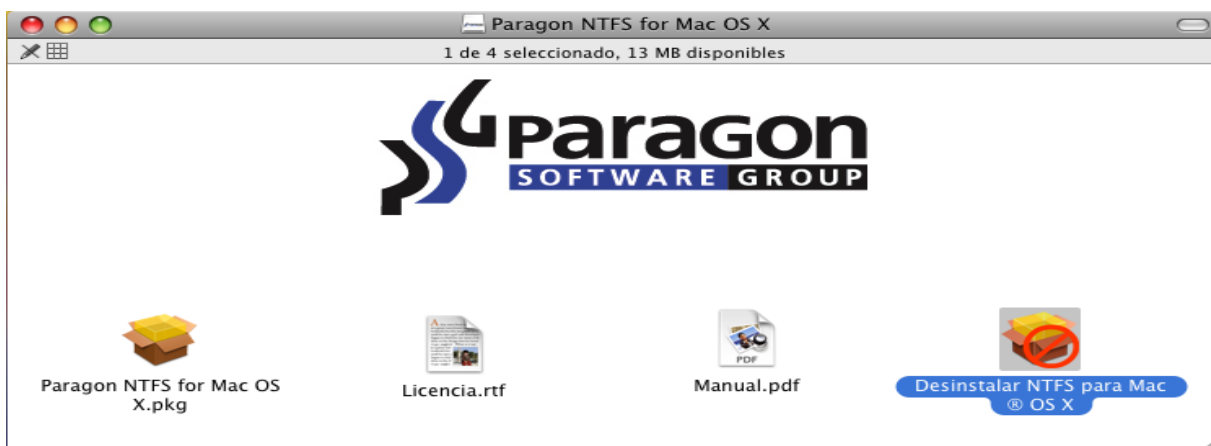 Paragon NTFS for Mac OS X
1 de 4 seleccionado, 13 MB disponibles
Paragon
SOFTWARE GROUP
Paragon NTFS for Mac OS
X.pkg
Licencia.rtf
PDF
Manual.pdf
Desinstalar NTFS para Mac
® OS X